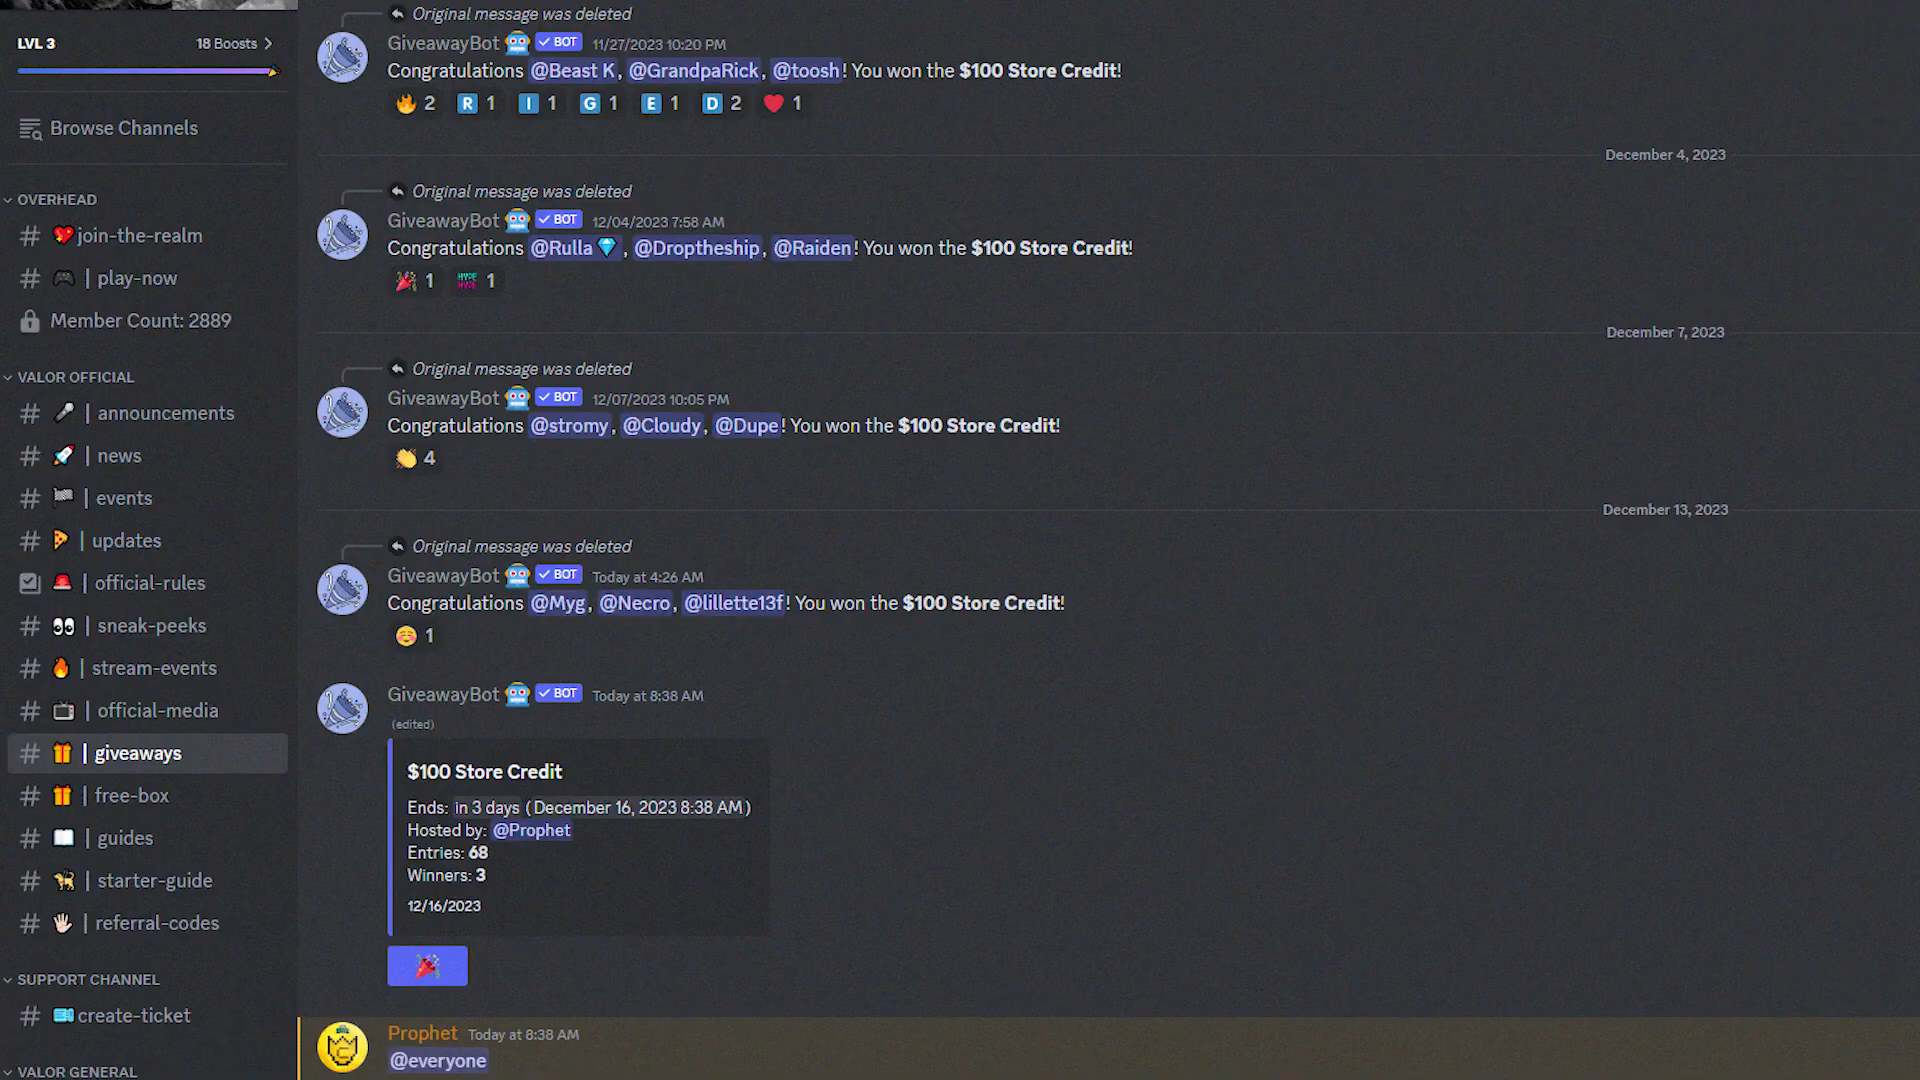 LVL 3
18 Boosts
Browse Channels
OVERHEAD
join-the-realm
| play-now
Member Count: 2889
VALOR OFFICIAL
| announcements
| news
| events
| updates
| official-rules
| sneak-peeks
| stream-events
| official-media
| giveaways
| free-box
| guides
| starter-guide
| referral-codes
SUPPORT CHANNEL
create-ticket
VALOR GENERAL
Original message was deleted
GiveawayBot BOT 11/27/2023 10:20 PM
Congratulations @Beast K, @GrandpaRick, @toosh! You won the $100 Store Credit!
2 R 1 I 1 G 1 E 1 D 2 1
December 4, 2023
Original message was deleted
GiveawayBot BOT 12/04/2023 7:58 AM
Congratulations @Rulla, @Droptheship, @Raiden! You won the $100 Store Credit!
1 HYPE HYPE 1
December 7, 2023
Original message was deleted
GiveawayBot BOT 12/07/2023 10:05 PM
Congratulations @stromy, @Cloudy, @Dupe! You won the $100 Store Credit!
4
December 13, 2023
Original message was deleted
GiveawayBot BOT Today at 4:26 AM
Congratulations @Myg, @Necro, @lillette13f! You won the $100 Store Credit!
1
GiveawayBot BOT Today at 8:38 AM
(edited)
$100 Store Credit
Ends: in 3 days (December 16, 2023 8:38 AM)
Hosted by: @Prophet
Entries: 68
Winners: 3
12/16/2023
Prophet Today at 8:38 AM
@everyone